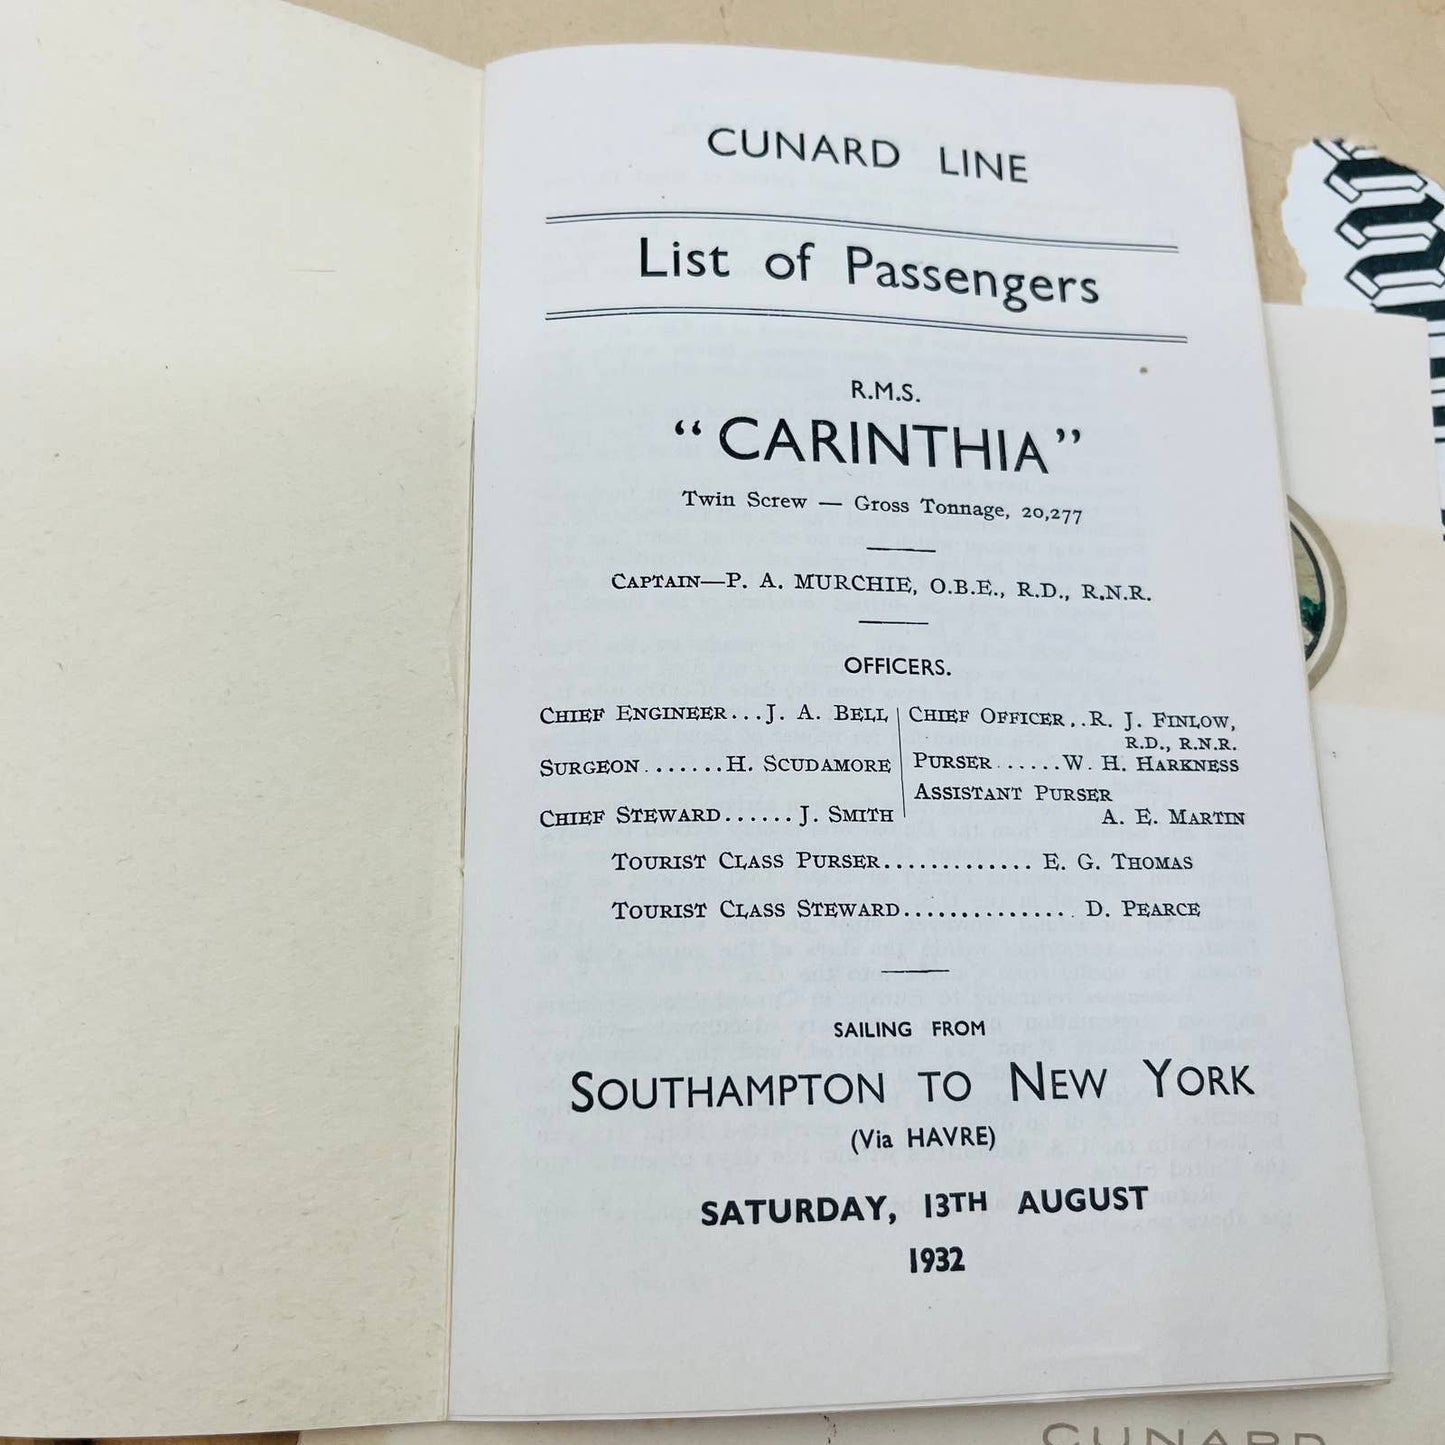 CUNARD LINE
List of Passengers
R.M.S.
"CARINTHIA"
Twin Screw — Gross Tonnage, 20,277
CAPTAIN—P. A. MURCHIE, O.B.E., R.D., R.N.R.
OFFICERS.
CHIEF ENGINEER...J. A. BELL
SURGEON.......H. SCUDAMORE
CHIEF STEWARD......J. SMITH
CHIEF OFFICER..R. J. FINLOW,
R.D., R.N.R.
PURSER......W. H. HARKNESS
ASSISTANT PURSER
A. E. MARTIN
TOURIST CLASS PURSER............. E. G. THOMAS
TOURIST CLASS STEWARD............... D. PEARCE
SAILING FROM
SOUTHAMPTON TO NEW YORK
(Via HAVRE)
SATURDAY, 13TH AUGUST
1932
CUNARD